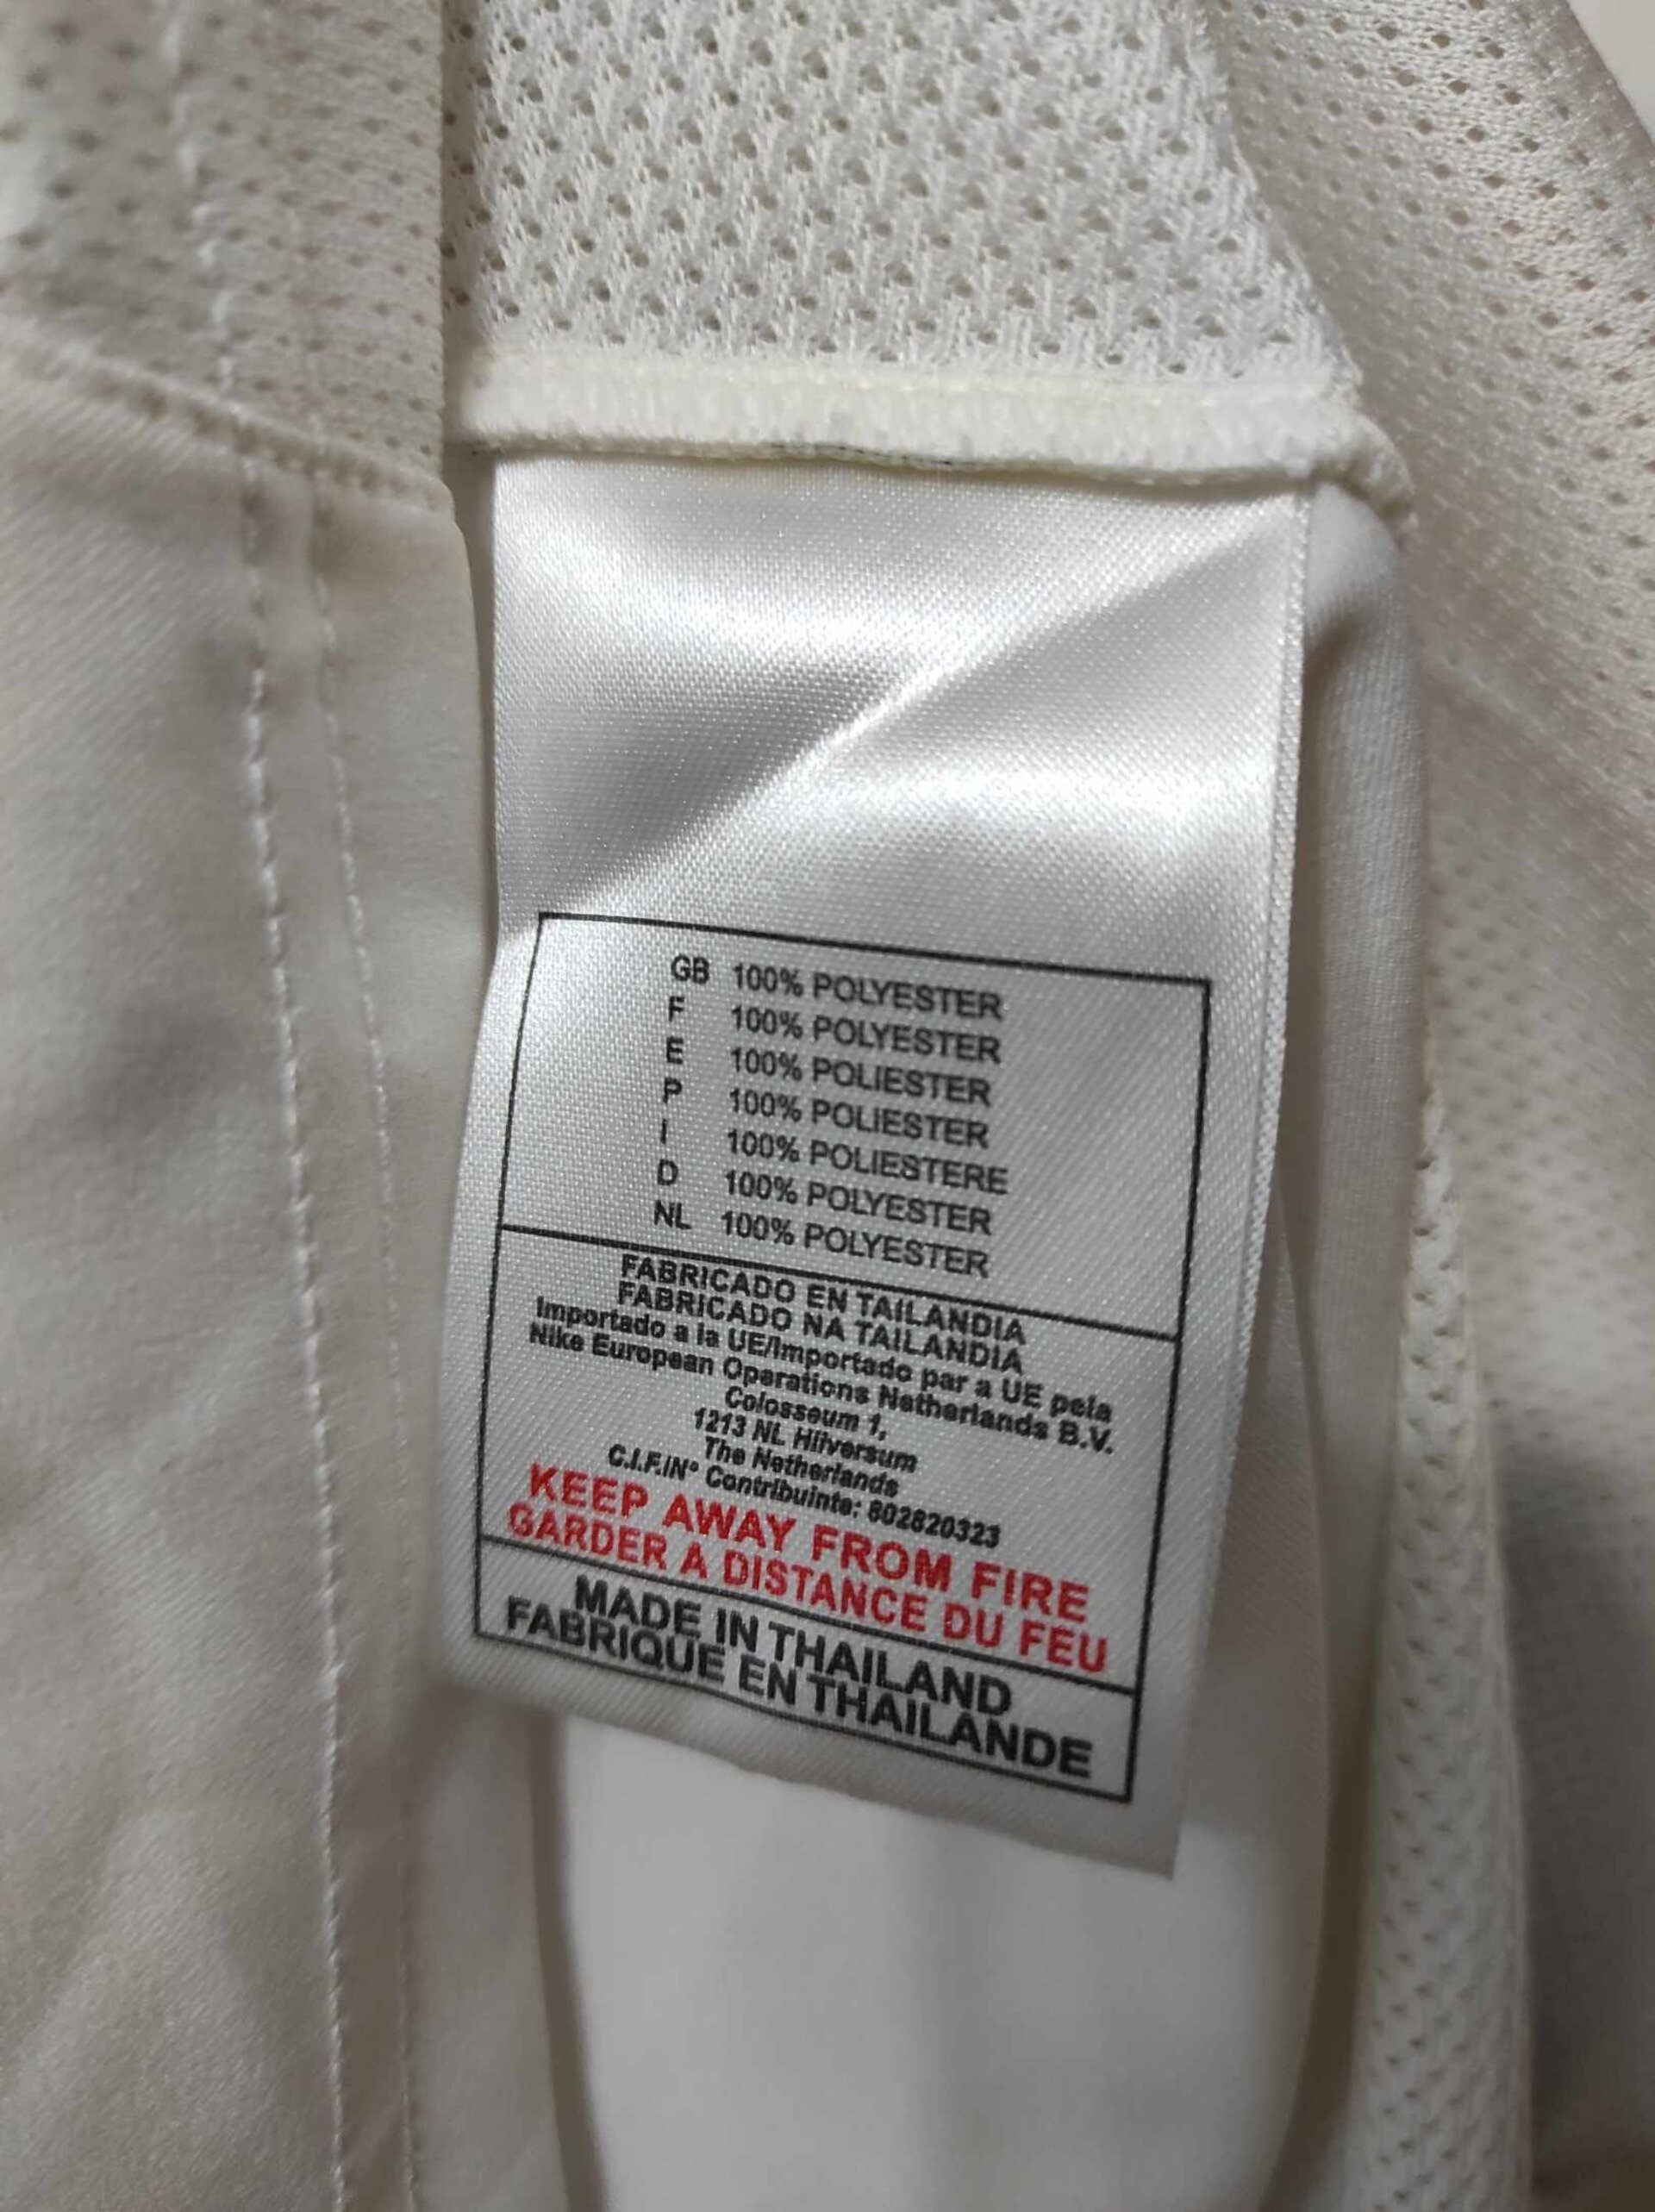 GB 100% POLYESTER
F 100% POLYESTER
E 100% POLIESTER
P 100% POLIESTER
I 100% POLIESTERE
D 100% POLYESTER
NL 100% POLYESTER
FABRICADO EN TAILANDIA
FABRICADO NA TAILANDIA
Importado a la UE/Importado par a UE pela
Nike European Operations Netherlands B.V.
Colosseum 1,
1213 NL Hilversum
The Netherlands
C.I.F./N° Contribuinte: 802820323
KEEP AWAY FROM FIRE
GARDER A DISTANCE DU FEU
MADE IN THAILAND
FABRIQUE EN THAILANDE